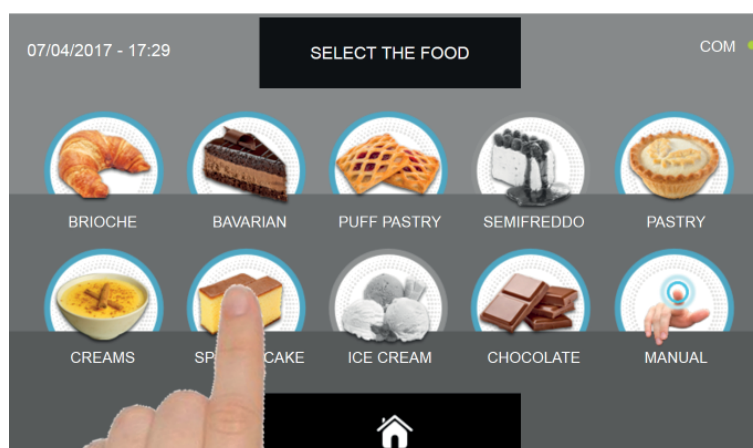 07/04/2017 - 17:29
SELECT THE FOOD
COM
BRIOCHE
BAVARIAN
PUFF PASTRY
SEMIFREDDO
PASTRY
CREAMS
CAKE
ICE CREAM
CHOCOLATE
MANUAL